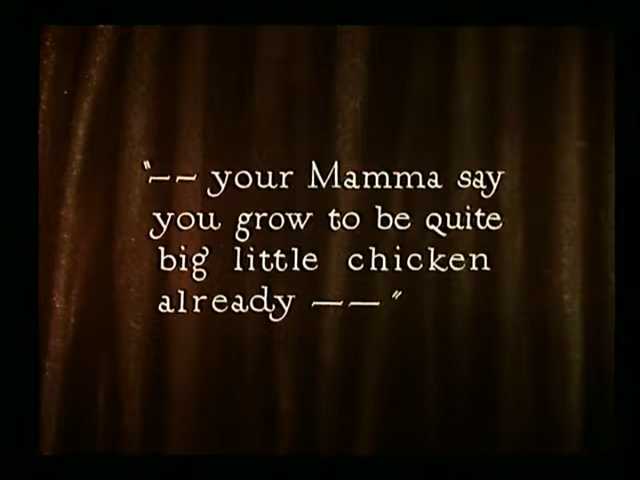 "—— your Mamma say
you grow to be quite
big little chicken
already —— "